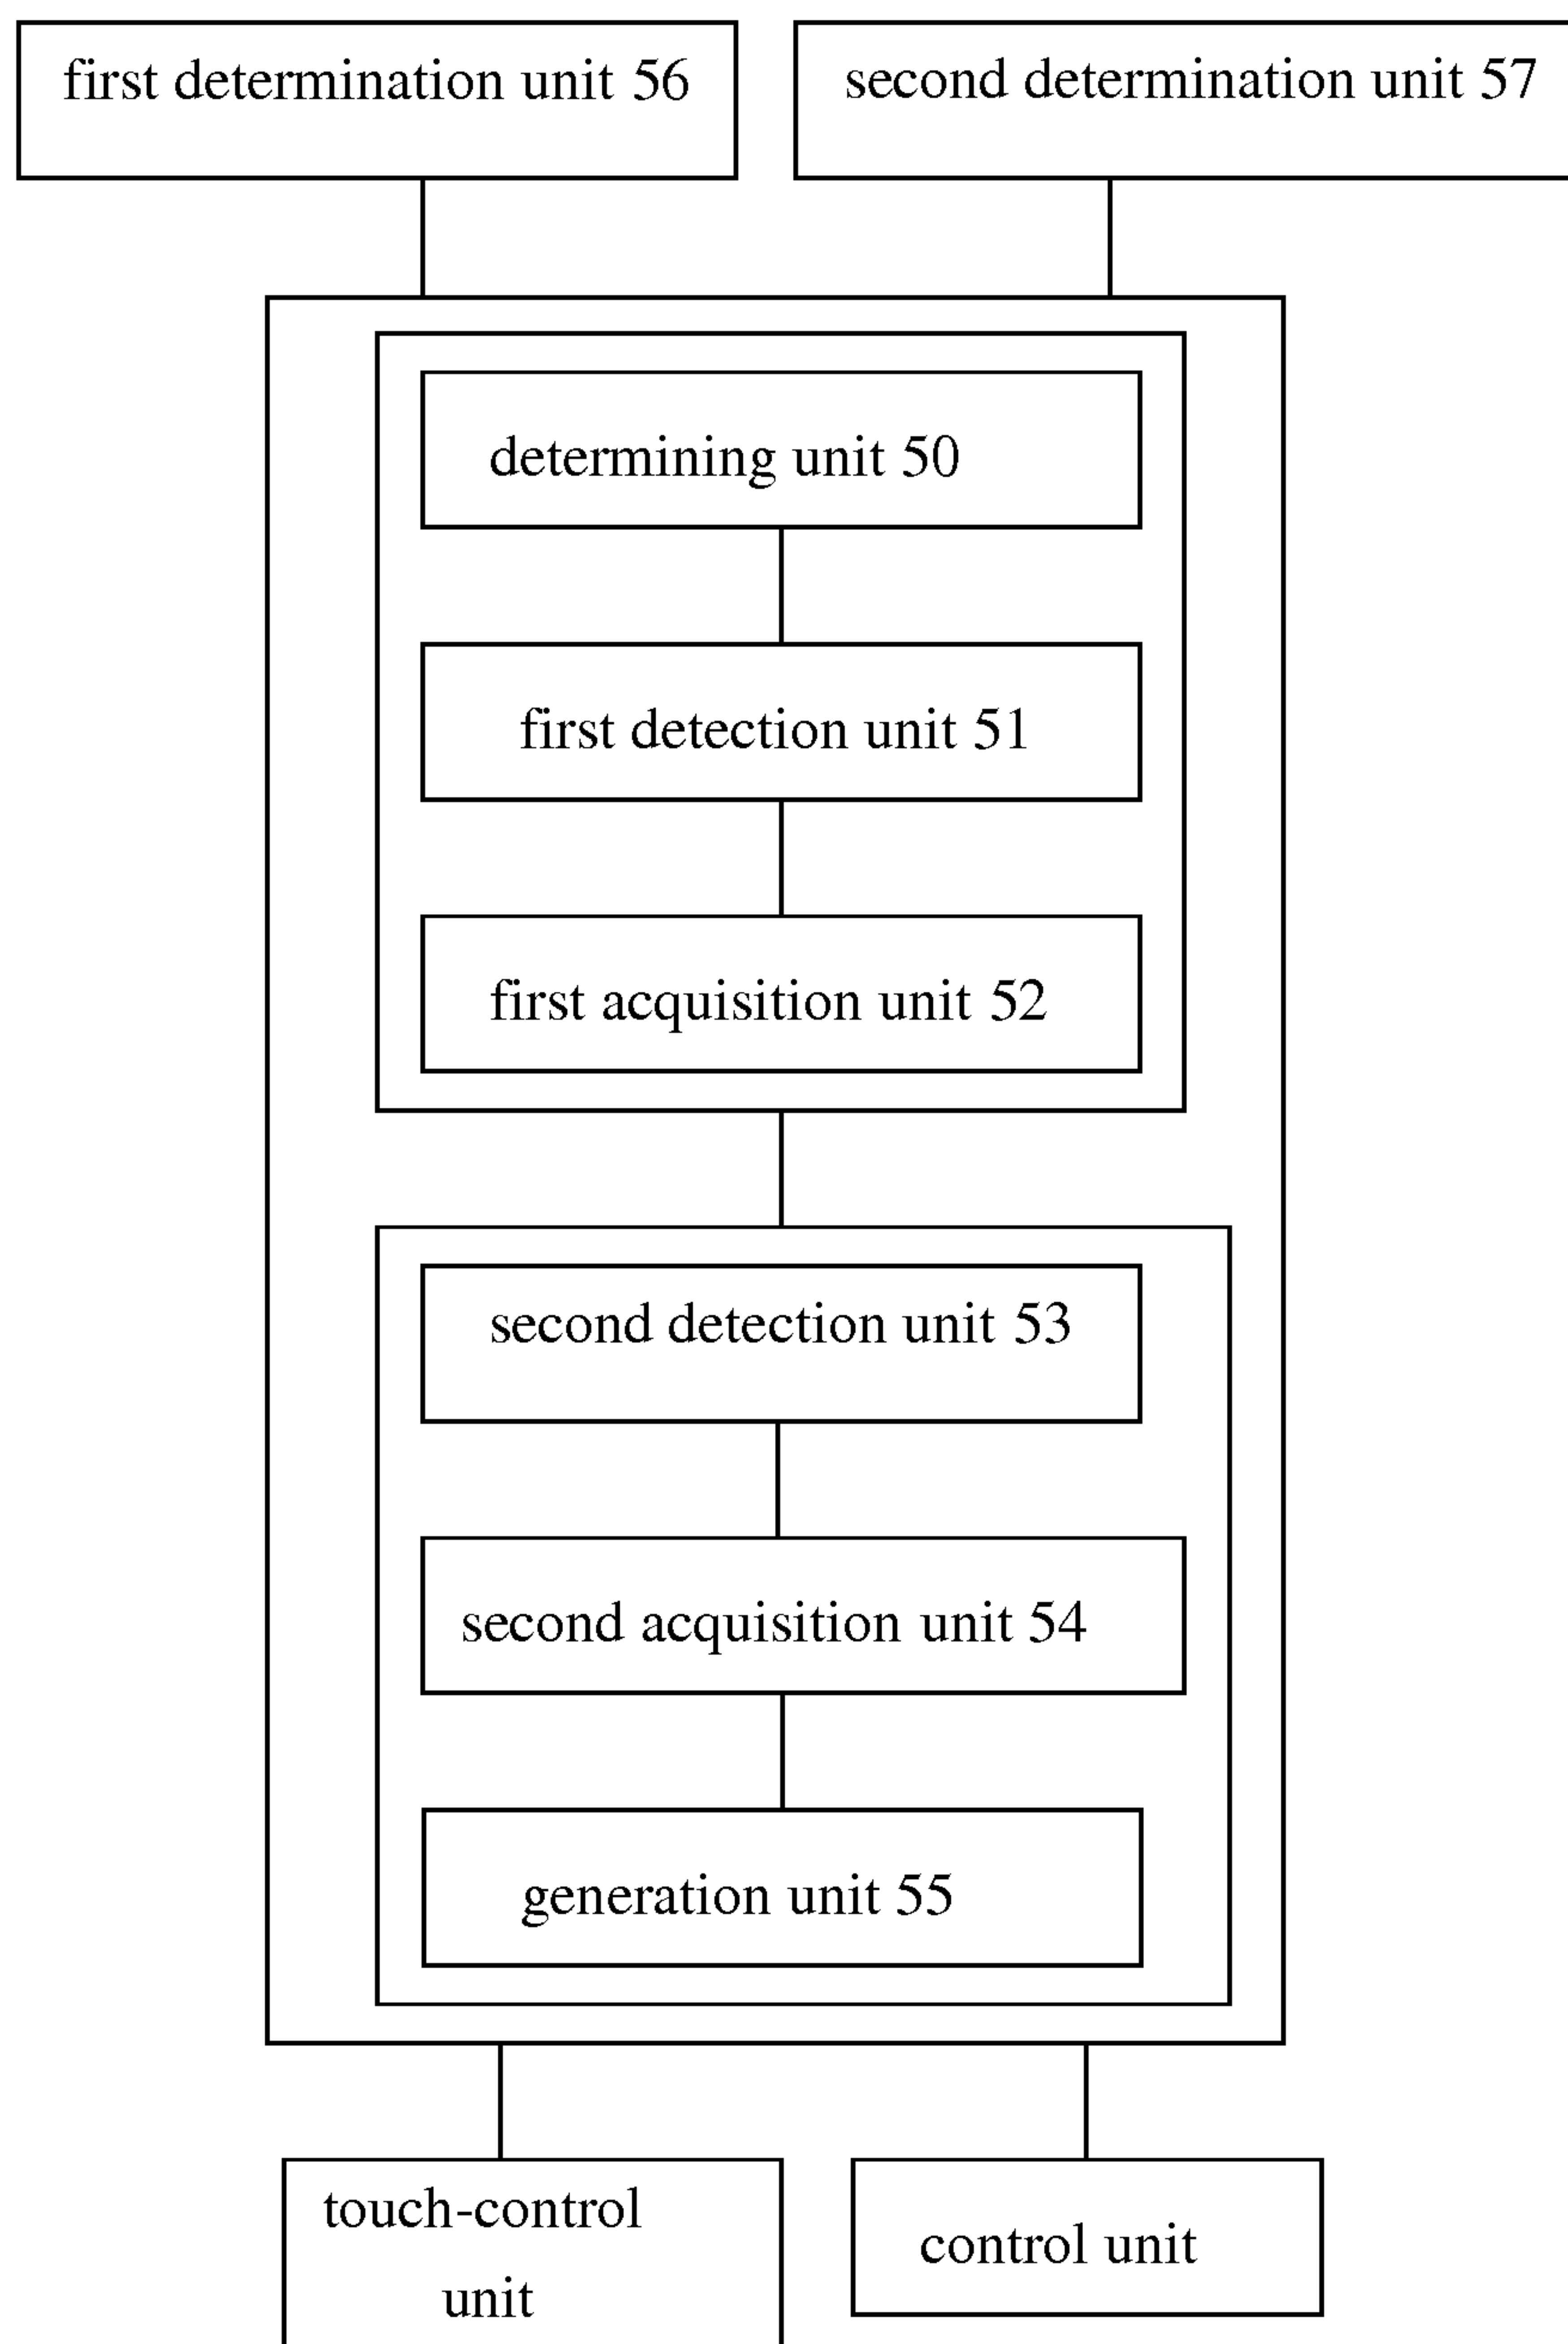 first determination unit 56
second determination unit 57
determining unit 50
first detection unit 51
first acquisition unit 52
second detection unit 53
second acquisition unit 54
generation unit 55
touch-control
unit
control unit